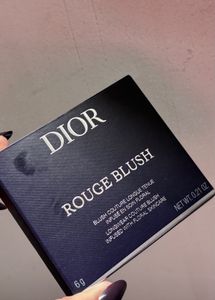 DIOR
ROUGE BLUSH
BLUSH COUTURE LONGUE TENUE
INFUSÉ EN SOIN FLORAL
LONGWEAR COUTURE BLUSH
INFUSED WITH FLORAL SKINCARE
6 g
NET WT. 0.21 OZ